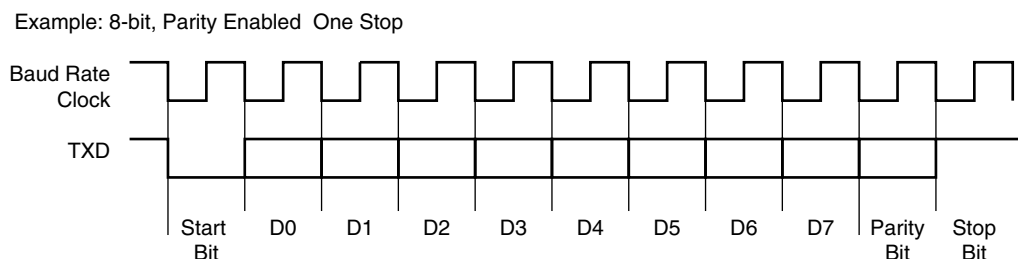 Example: 8-bit, Parity Enabled One Stop
Baud Rate
Clock
TXD
Start
Bit
D0
D1
D2
D3
D4
D5
D6
D7
Parity
Bit
Stop
Bit